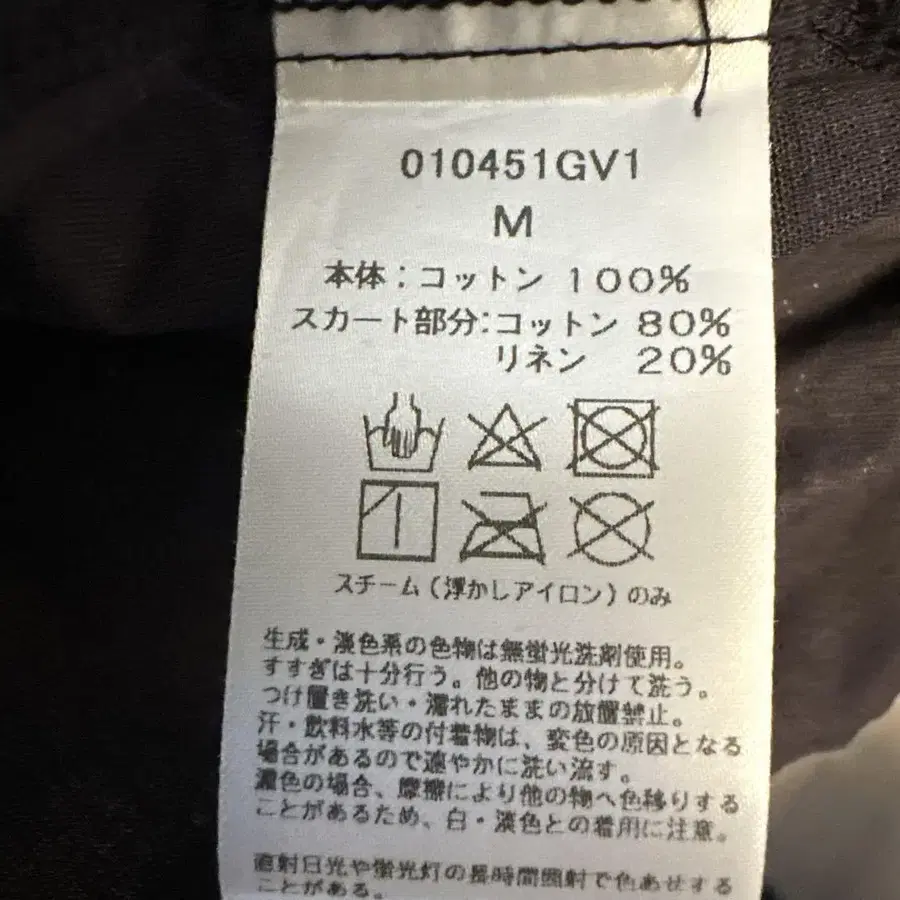 010451GV1
M
本体：コットン 100%
スカート部分：コットン 80%
リネン 20%
スチーム（浮かしアイロン）のみ
生成・淡色系の色物は無蛍光洗剤使用。
すすぎは十分行う。他の物と分けて洗う。
つけ置き洗い・濡れたままの放置禁止。
汗・飲料水等の付着物は、変色の原因となる
場合があるので速やかに洗い流す。
濃色の場合、摩擦により他の物へ色移りする
ことがあるため、白・淡色との着用に注意。
直射日光や蛍光灯の長時間照射で色あせする
ことがある。